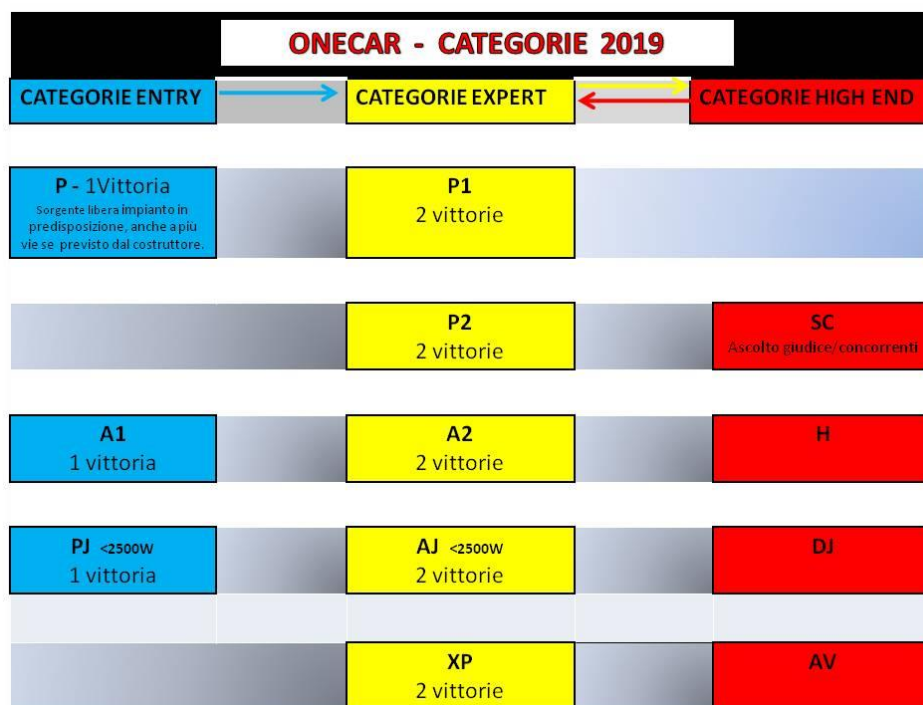 ONECAR - CATEGORIE 2019
CATEGORIE ENTRY
CATEGORIE EXPERT
CATEGORIE HIGH END
P - 1Vittoria
Sorgente libera impianto in
predisposizione, anche a più
vie se previsto dal costruttore.
P1
2 vittorie
P2
2 vittorie
SC
Ascolto giudice/concorrenti
A1
1 vittoria
A2
2 vittorie
H
PJ <2500W
1 vittoria
AJ <2500W
2 vittorie
DJ
XP
2 vittorie
AV